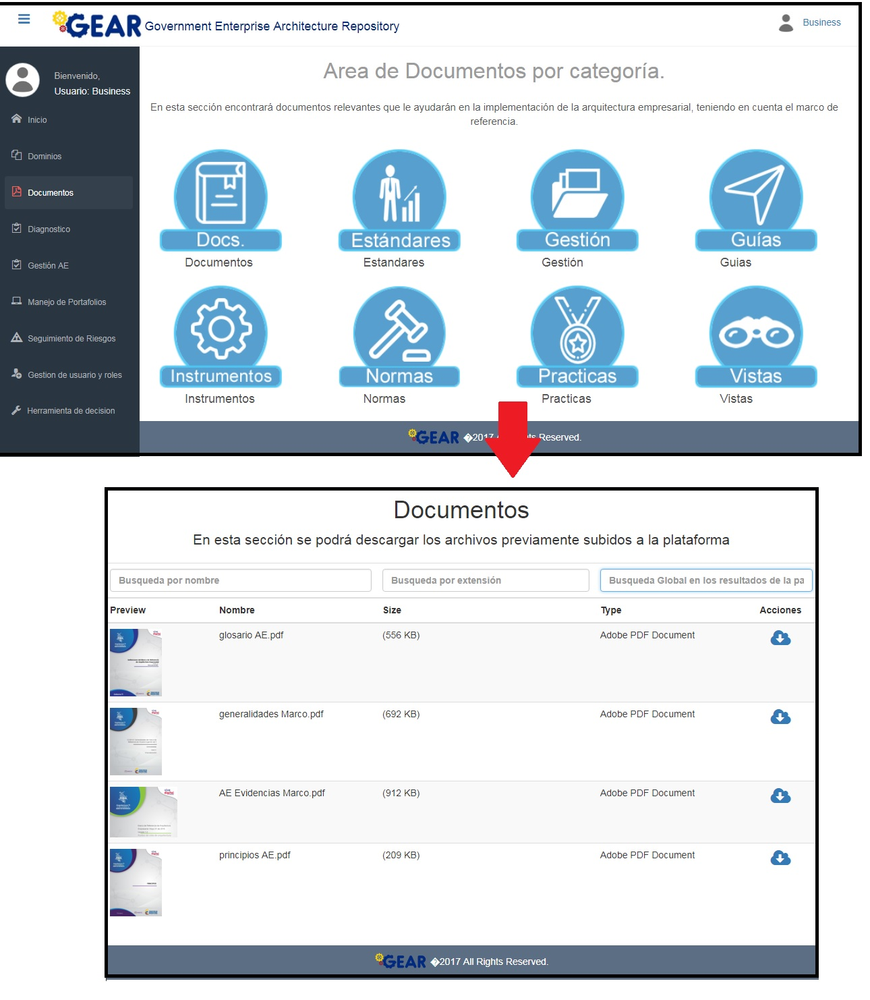 GEAR Government Enterprise Architecture Repository
Business
Bienvenido,
Usuario: Business
Inicio
Dominios
Documentos
Diagnostico
Gestión AE
Manejo de Portafolios
Seguimiento de Riesgos
Gestion de usuario y roles
Herramienta de decision
Area de Documentos por categoría.
En esta sección encontrará documentos relevantes que le ayudarán en la implementación de la arquitectura empresarial, teniendo en cuenta el marco de
referencia.
Docs. Estándares Gestión Guías
Documentos Estandares Gestión Guias
Instrumentos Normas Practicas Vistas
Instrumentos Normas Practicas Vistas
GEAR �2017 Reserved.
Documentos
En esta sección se podrá descargar los archivos previamente subidos a la plataforma
Busqueda por nombre Busqueda por extensión Busqueda Global en los resultados de la pa
Preview Nombre Size Type Acciones
glosario AE.pdf (556 KB) Adobe PDF Document
generalidades Marco.pdf (692 KB) Adobe PDF Document
AE Evidencias Marco.pdf (912 KB) Adobe PDF Document
principios AE.pdf (209 KB) Adobe PDF Document
GEAR �2017 All Rights Reserved.